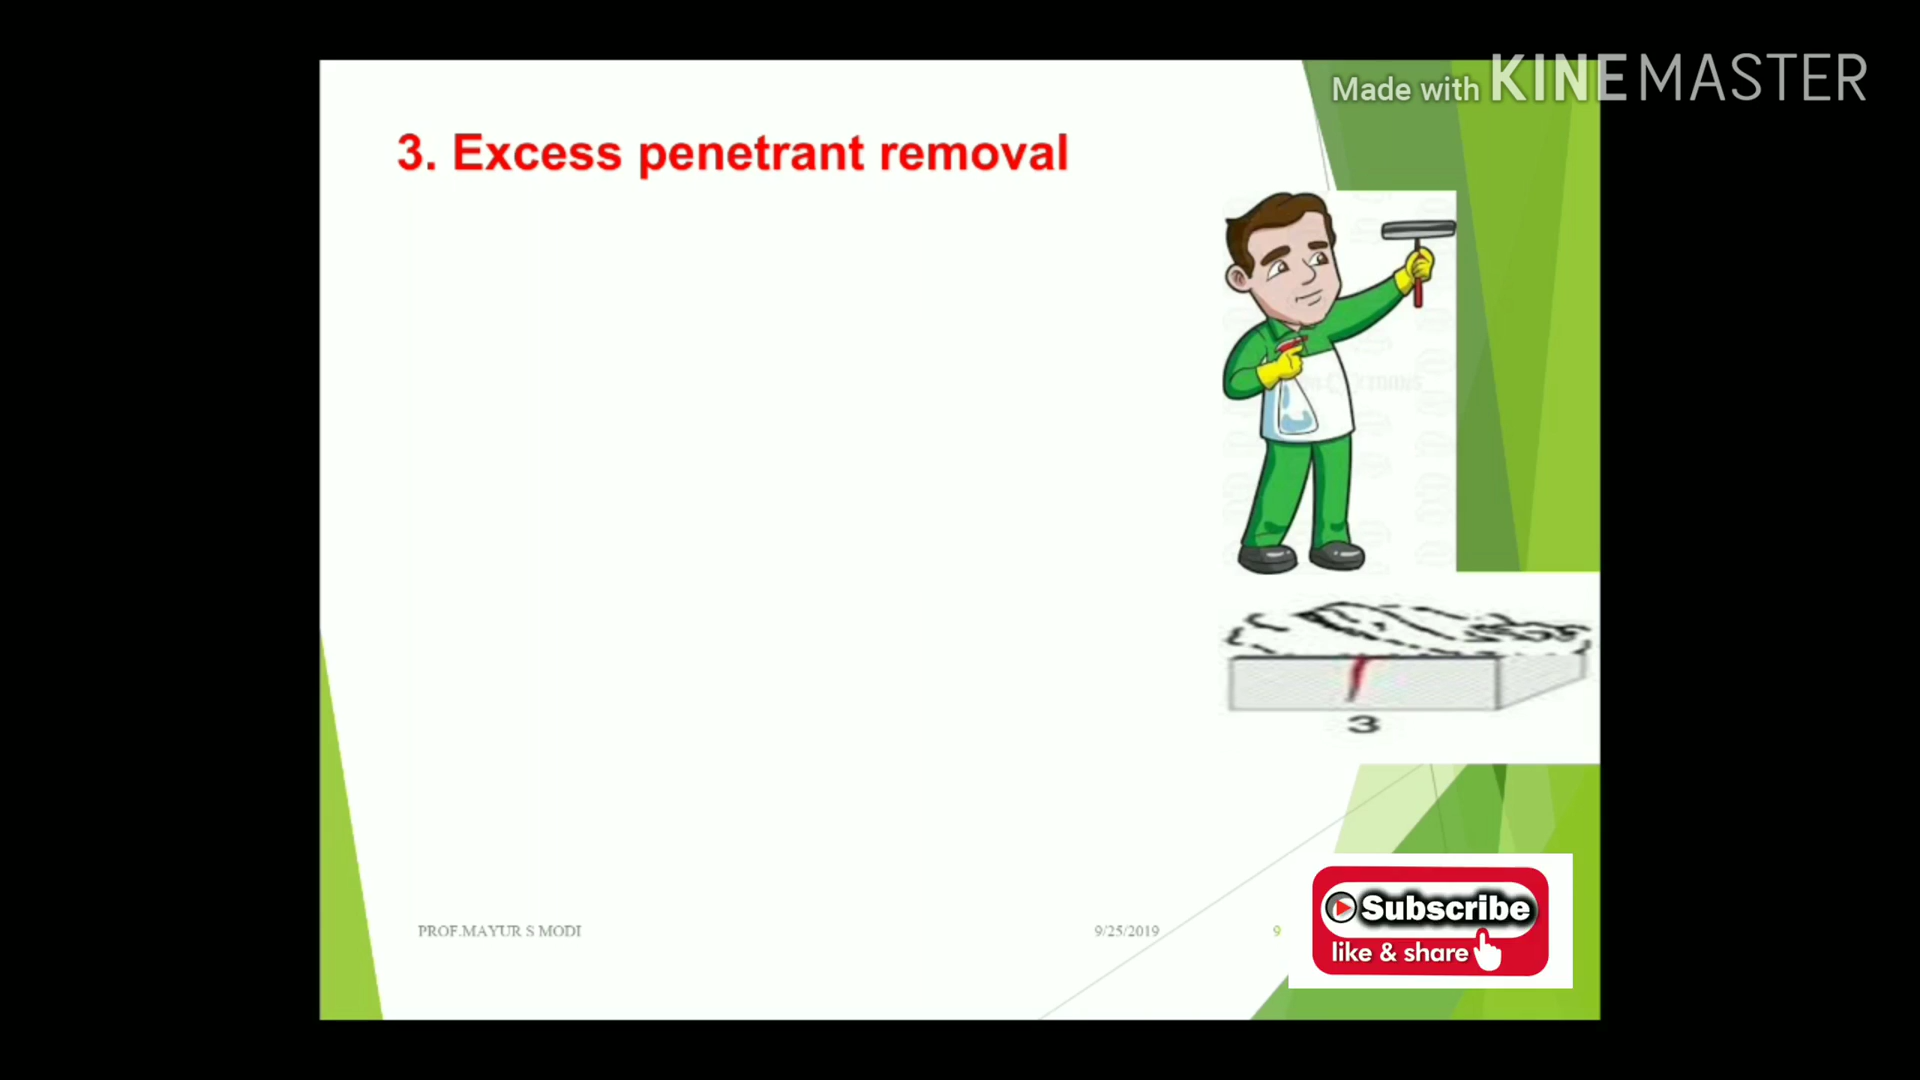 Made with KINEMASTER
3. Excess penetrant removal
3
PROF.MAYUR S MODI
9/25/2019
9
Subscribe
like & share